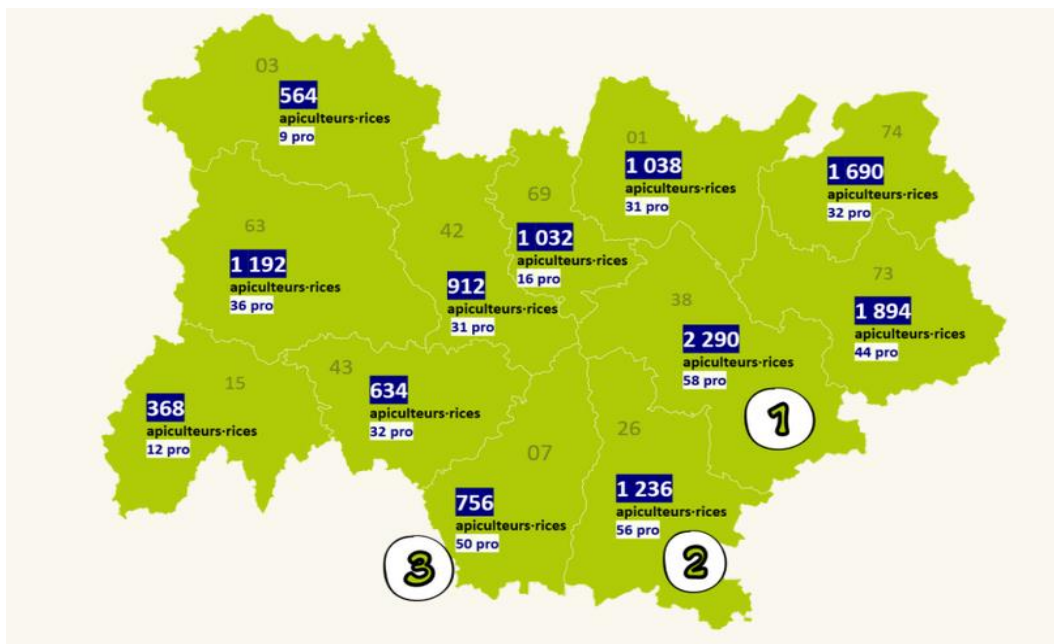 03
564
apiculteurs·rices
9 pro
01
1 038
apiculteurs·rices
31 pro
74
1 690
apiculteurs·rices
32 pro
69
1 032
apiculteurs·rices
16 pro
63
1 192
apiculteurs·rices
36 pro
42
912
apiculteurs·rices
31 pro
73
1 894
apiculteurs·rices
44 pro
38
2 290
apiculteurs·rices
58 pro
1
15
368
apiculteurs·rices
12 pro
43
634
apiculteurs·rices
32 pro
07
756
apiculteurs·rices
50 pro
3
26
1 236
apiculteurs·rices
56 pro
2